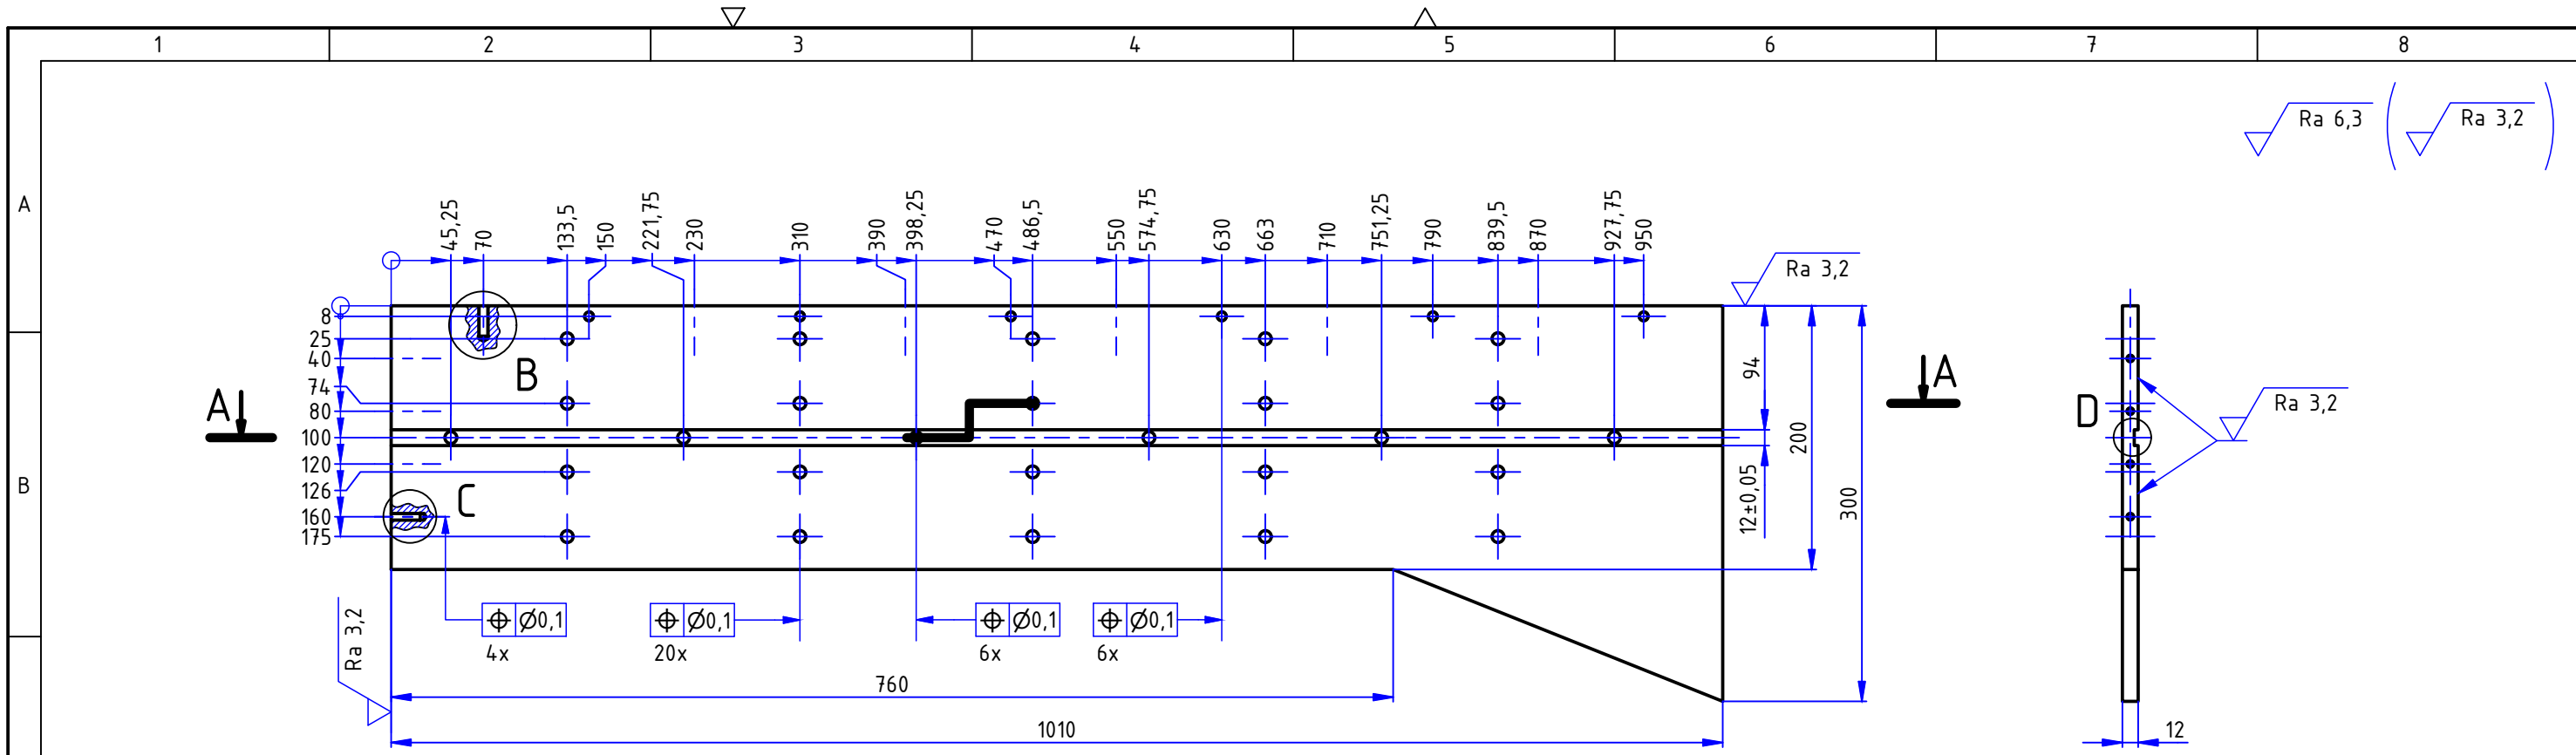 1 2 3 4 5 6 7 8
Ra 6,3 ( Ra 3,2 )
A
45,25 70 133,5 150 221,75 230 310 390 398,25 470 486,5 550 574,75 630 663 710 751,25 790 839,5 870 927,75 950
Ra 3,2
8
25
40
74
80
100
120
126
160
175
B
A
A
94
200
12±0,05
300
D
Ra 3,2
B
C
Ra 3,2
⌖ Ø0,1
4x
⌖ Ø0,1
20x
⌖ Ø0,1
6x
⌖ Ø0,1
6x
760
1010
12